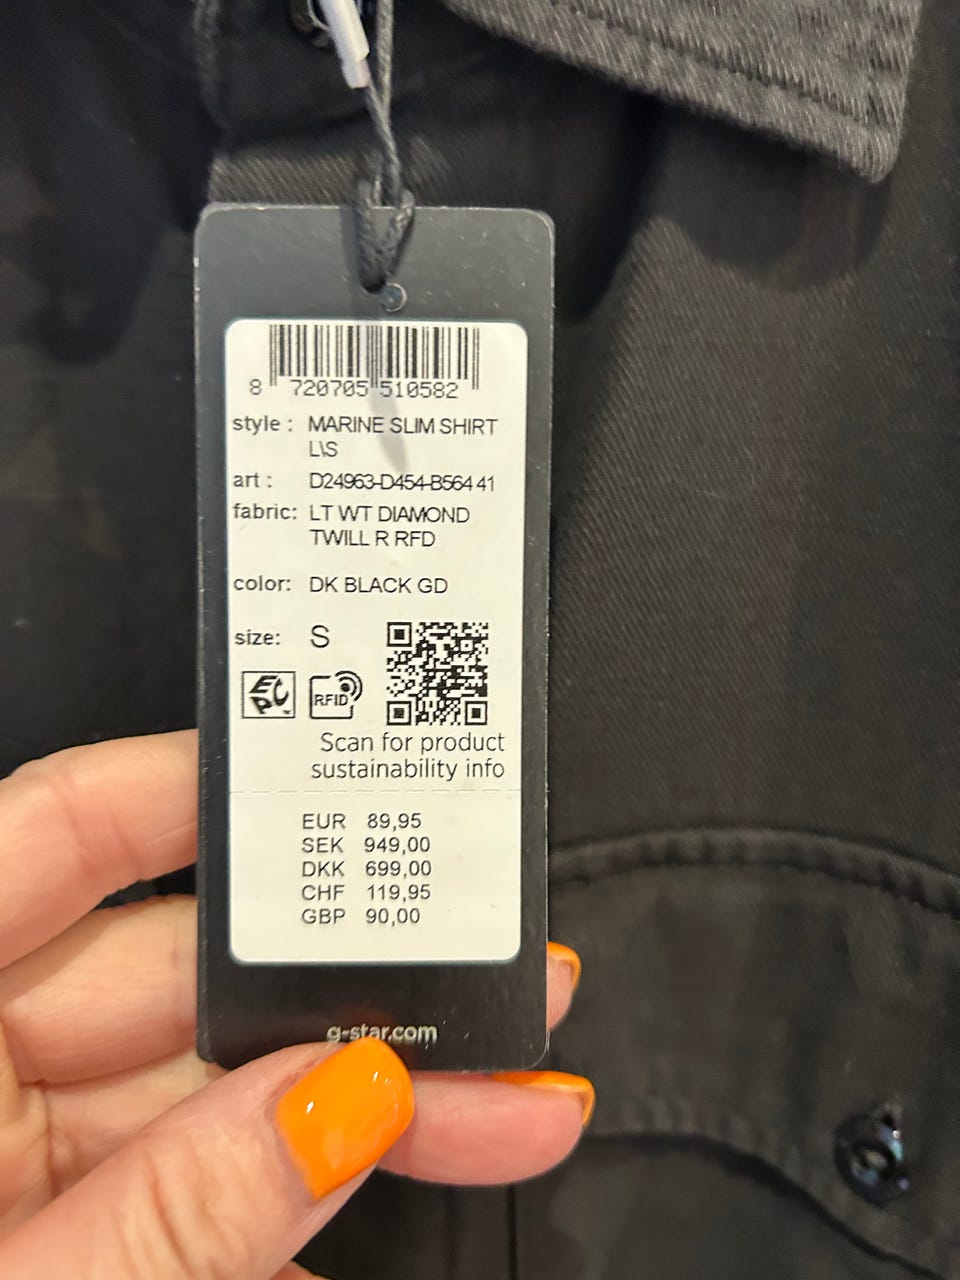 8 720705 510582
style : MARINE SLIM SHIRT
L\S
art : D24963-D454-B564 41
fabric: LT WT DIAMOND
TWILL R RFD
color: DK BLACK GD
size: S
EPC
RFID
Scan for product
sustainability info
EUR 89,95
SEK 949,00
DKK 699,00
CHF 119,95
GBP 90,00
g-star.com